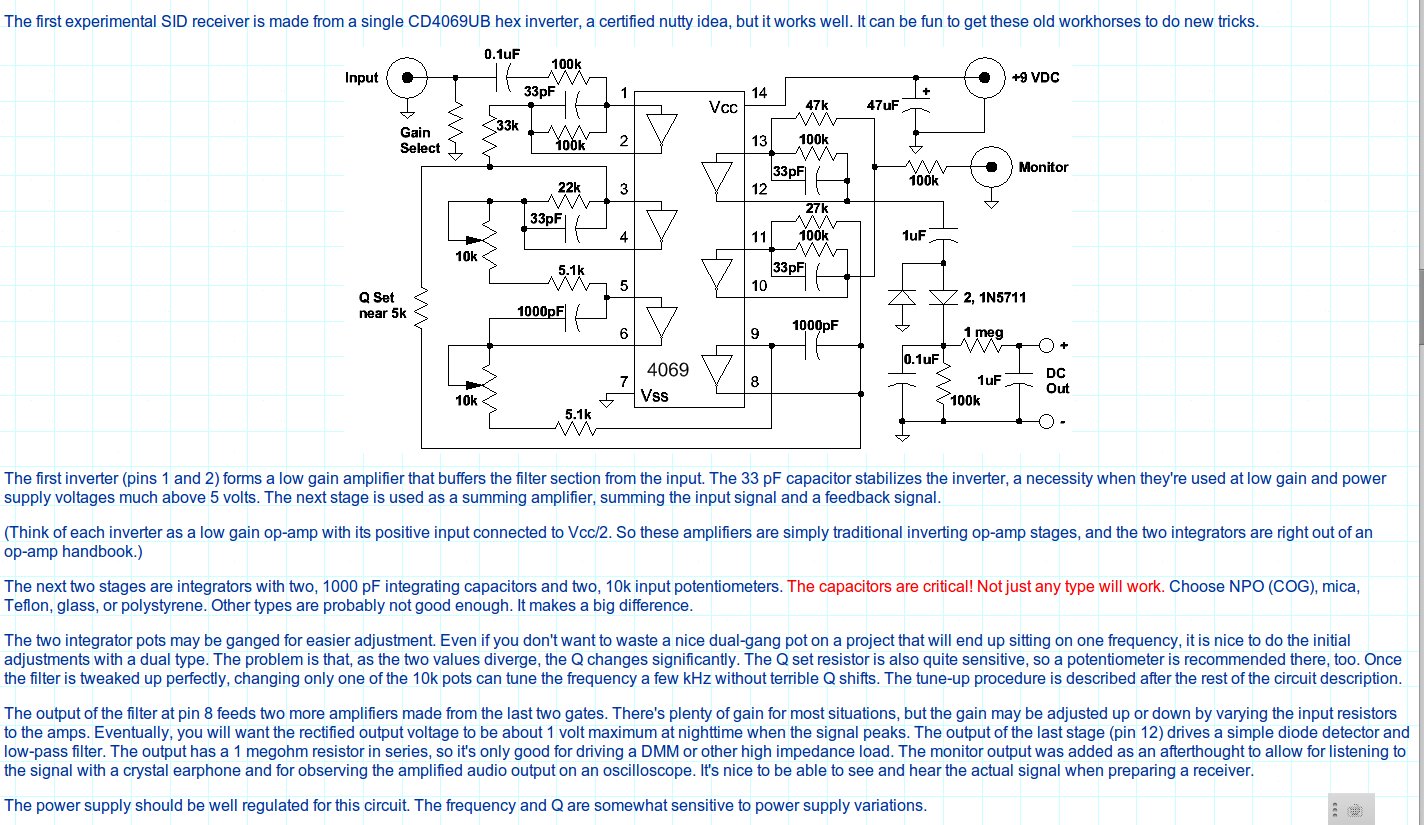 The first experimental SID receiver is made from a single CD4069UB hex inverter, a certified nutty idea, but it works well. It can be fun to get these old workhorses to do new tricks.
Input
0.1uF
100k
33pF
100k
33k
Gain
Select
1
2
14
Vcc
47k
47uF
+
+9 VDC
13
100k
33pF
12
100k
Monitor
22k
33pF
10k
3
4
27k
11
100k
33pF
10
1uF
5.1k
5
1000pF
6
Q Set
near 5k
2, 1N5711
9
1000pF
8
1 meg
+
0.1uF
1uF
DC
Out
100k
-
4069
7
Vss
10k
5.1k
The first inverter (pins 1 and 2) forms a low gain amplifier that buffers the filter section from the input. The 33 pF capacitor stabilizes the inverter, a necessity when they're used at low gain and power
supply voltages much above 5 volts. The next stage is used as a summing amplifier, summing the input signal and a feedback signal.
(Think of each inverter as a low gain op-amp with its positive input connected to Vcc/2. So these amplifiers are simply traditional inverting op-amp stages, and the two integrators are right out of an
op-amp handbook.)
The next two stages are integrators with two, 1000 pF integrating capacitors and two, 10k input potentiometers. The capacitors are critical! Not just any type will work. Choose NPO (COG), mica,
Teflon, glass, or polystyrene. Other types are probably not good enough. It makes a big difference.
The two integrator pots may be ganged for easier adjustment. Even if you don't want to waste a nice dual-gang pot on a project that will end up sitting on one frequency, it is nice to do the initial
adjustments with a dual type. The problem is that, as the two values diverge, the Q changes significantly. The Q set resistor is also quite sensitive, so a potentiometer is recommended there, too. Once
the filter is tweaked up perfectly, changing only one of the 10k pots can tune the frequency a few kHz without terrible Q shifts. The tune-up procedure is described after the rest of the circuit description.
The output of the filter at pin 8 feeds two more amplifiers made from the last two gates. There's plenty of gain for most situations, but the gain may be adjusted up or down by varying the input resistors
to the amps. Eventually, you will want the rectified output voltage to be about 1 volt maximum at nighttime when the signal peaks. The output of the last stage (pin 12) drives a simple diode detector and
low-pass filter. The output has a 1 megohm resistor in series, so it's only good for driving a DMM or other high impedance load. The monitor output was added as an afterthought to allow for listening to
the signal with a crystal earphone and for observing the amplified audio output on an oscilloscope. It's nice to be able to see and hear the actual signal when preparing a receiver.
The power supply should be well regulated for this circuit. The frequency and Q are somewhat sensitive to power supply variations.